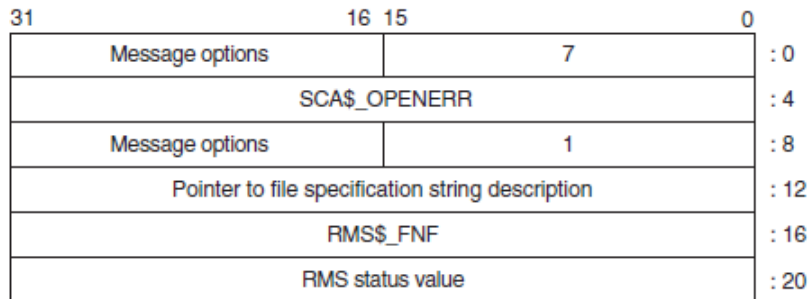 31 16 15 0
Message options 7 : 0
SCA$_OPENERR : 4
Message options 1 : 8
Pointer to file specification string description : 12
RMS$_FNF : 16
RMS status value : 20